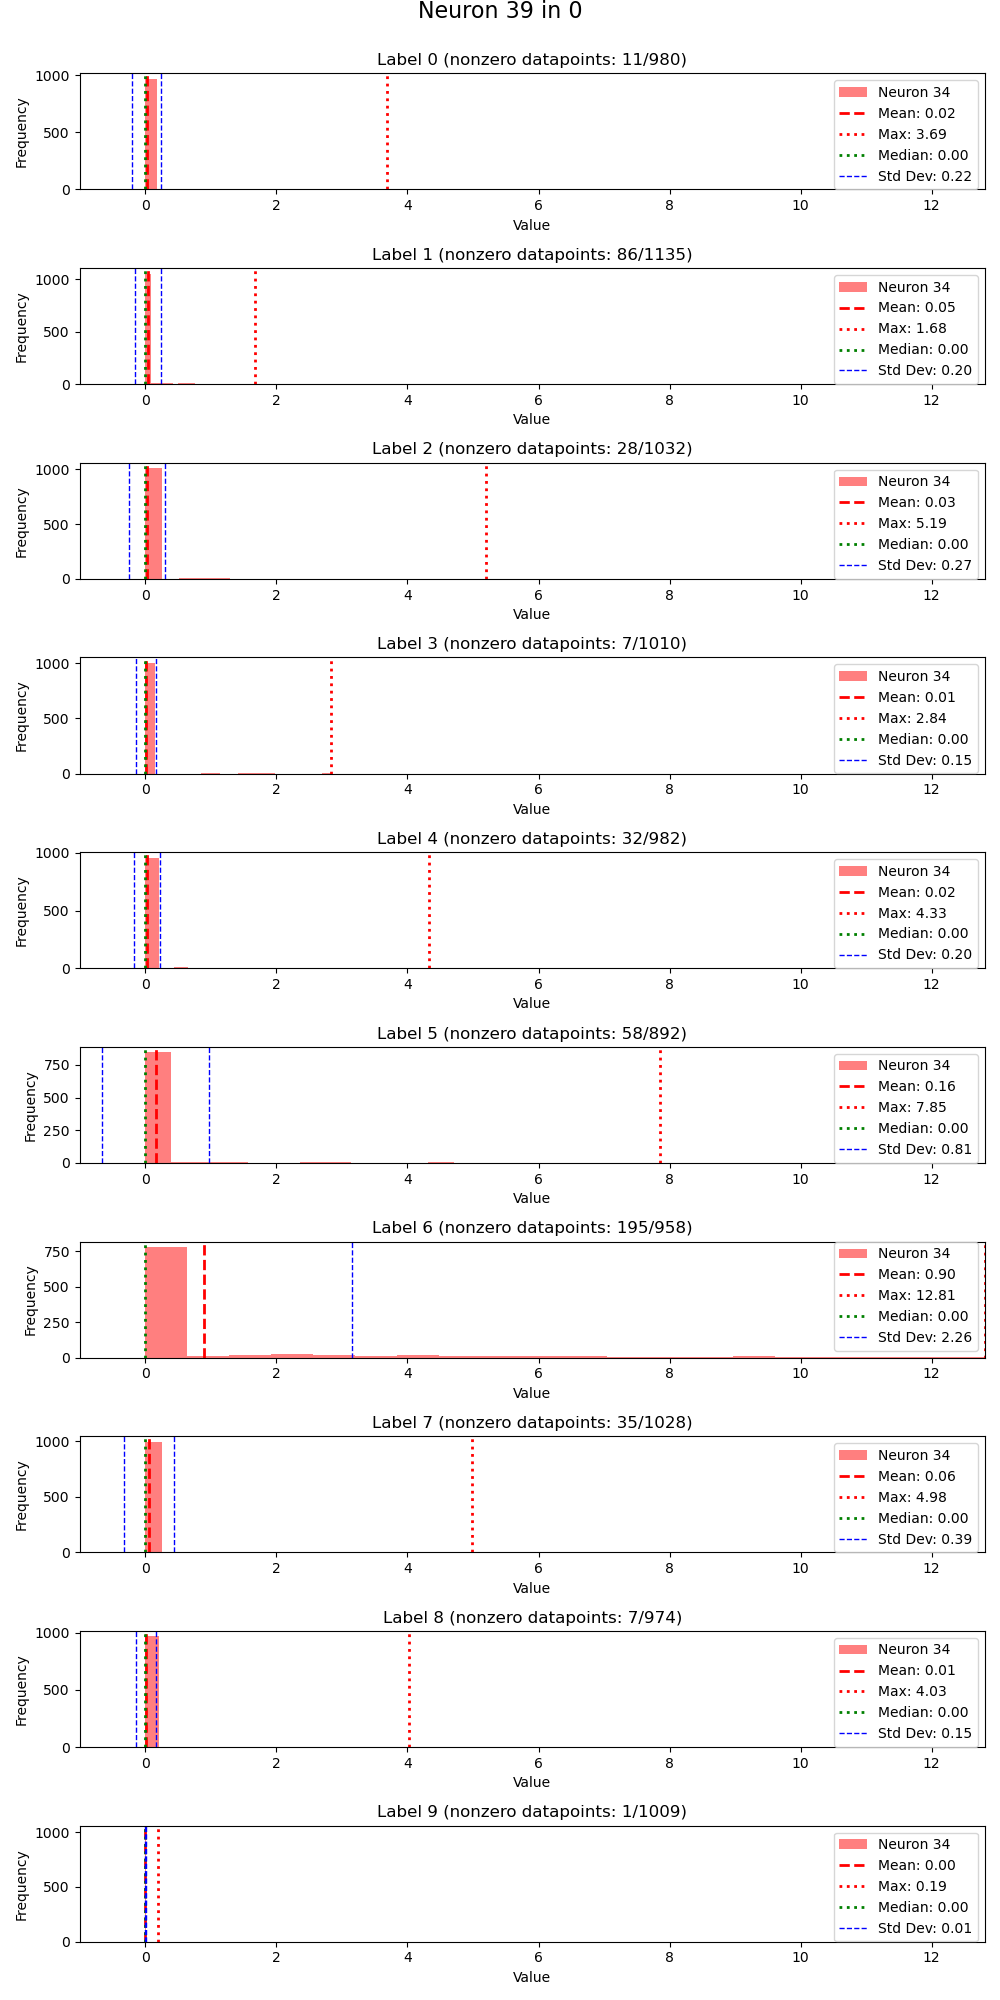 Neuron 39 in 0
Label 0 (nonzero datapoints: 11/980)
1000
500
0
Frequency
Neuron 34
Mean: 0.02
Max: 3.69
Median: 0.00
Std Dev: 0.22
0 2 4 6 8 10 12
Value
Label 1 (nonzero datapoints: 86/1135)
1000
500
0
Frequency
Neuron 34
Mean: 0.05
Max: 1.68
Median: 0.00
Std Dev: 0.20
0 2 4 6 8 10 12
Value
Label 2 (nonzero datapoints: 28/1032)
1000
500
0
Frequency
Neuron 34
Mean: 0.03
Max: 5.19
Median: 0.00
Std Dev: 0.27
0 2 4 6 8 10 12
Value
Label 3 (nonzero datapoints: 7/1010)
1000
500
0
Frequency
Neuron 34
Mean: 0.01
Max: 2.84
Median: 0.00
Std Dev: 0.15
0 2 4 6 8 10 12
Value
Label 4 (nonzero datapoints: 32/982)
1000
500
0
Frequency
Neuron 34
Mean: 0.02
Max: 4.33
Median: 0.00
Std Dev: 0.20
0 2 4 6 8 10 12
Value
Label 5 (nonzero datapoints: 58/892)
750
500
250
0
Frequency
Neuron 34
Mean: 0.16
Max: 7.85
Median: 0.00
Std Dev: 0.81
0 2 4 6 8 10 12
Value
Label 6 (nonzero datapoints: 195/958)
750
500
250
0
Frequency
Neuron 34
Mean: 0.90
Max: 12.81
Median: 0.00
Std Dev: 2.26
0 2 4 6 8 10 12
Value
Label 7 (nonzero datapoints: 35/1028)
1000
500
0
Frequency
Neuron 34
Mean: 0.06
Max: 4.98
Median: 0.00
Std Dev: 0.39
0 2 4 6 8 10 12
Value
Label 8 (nonzero datapoints: 7/974)
1000
500
0
Frequency
Neuron 34
Mean: 0.01
Max: 4.03
Median: 0.00
Std Dev: 0.15
0 2 4 6 8 10 12
Value
Label 9 (nonzero datapoints: 1/1009)
1000
500
0
Frequency
Neuron 34
Mean: 0.00
Max: 0.19
Median: 0.00
Std Dev: 0.01
0 2 4 6 8 10 12
Value